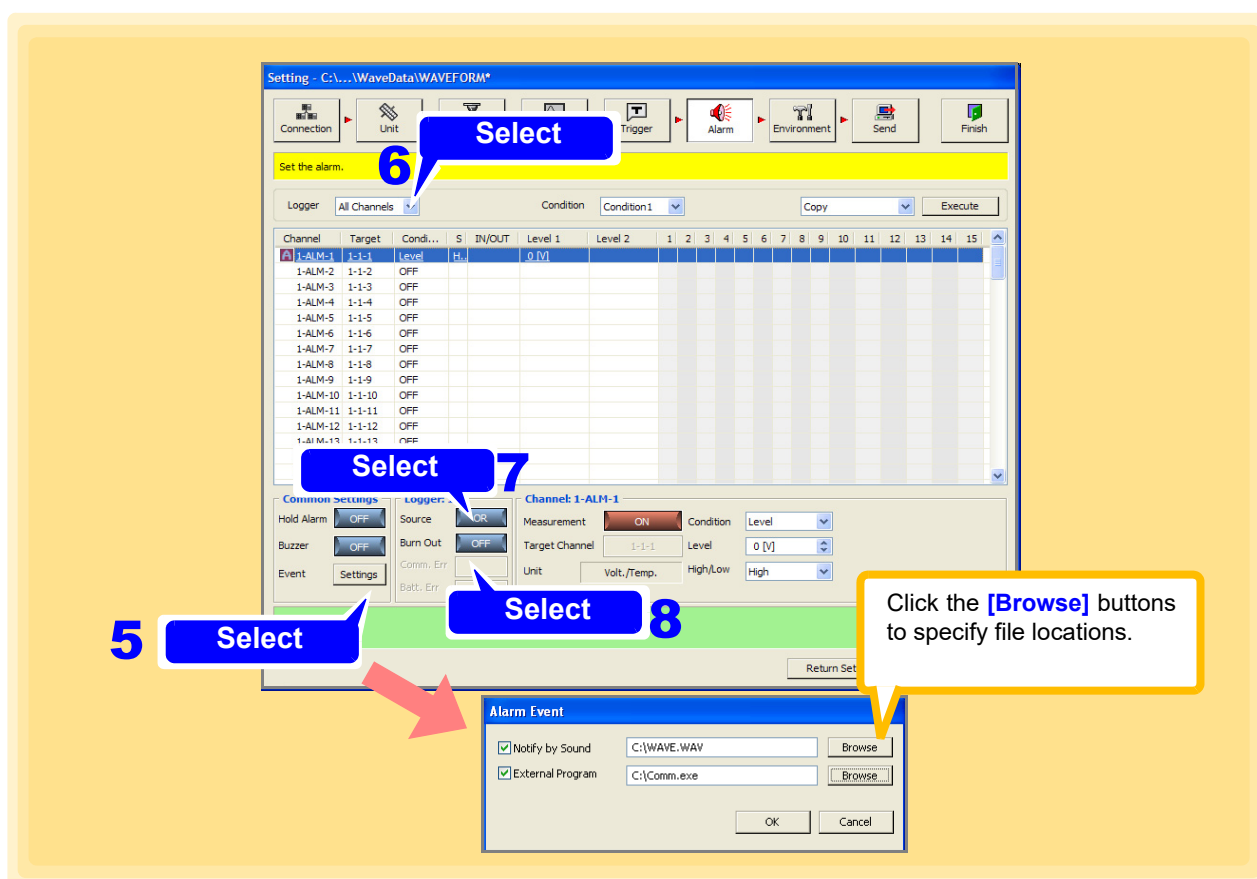 Setting - C:\...\WaveData\WAVEFORM*
Connection Unit Trigger Alarm Environment Send Finish
Select
6
Set the alarm.
Logger All Channels Condition Condition1 Copy Execute
Channel Target Condi... S IN/OUT Level 1 Level 2 1 2 3 4 5 6 7 8 9 10 11 12 13 14 15
A 1-ALM-1 1-1-1 Level H.. 0 [V]
1-ALM-2 1-1-2 OFF
1-ALM-3 1-1-3 OFF
1-ALM-4 1-1-4 OFF
1-ALM-5 1-1-5 OFF
1-ALM-6 1-1-6 OFF
1-ALM-7 1-1-7 OFF
1-ALM-8 1-1-8 OFF
1-ALM-9 1-1-9 OFF
1-ALM-10 1-1-10 OFF
1-ALM-11 1-1-11 OFF
1-ALM-12 1-1-12 OFF
1-ALM-13 1-1-13 OFF
Select
7
Common Settings Logger: Channel: 1-ALM-1
Hold Alarm OFF Source OR Measurement ON Condition Level
Buzzer OFF Burn Out OFF Target Channel 1-1-1 Level 0 [V]
Event Settings Comm. Err Unit Volt./Temp. High/Low High
Batt. Err
Select
8
5
Select
Click the [Browse] buttons
to specify file locations.
Return Set
Alarm Event
Notify by Sound C:\WAVE.WAV Browse
External Program C:\Comm.exe Browse
OK Cancel